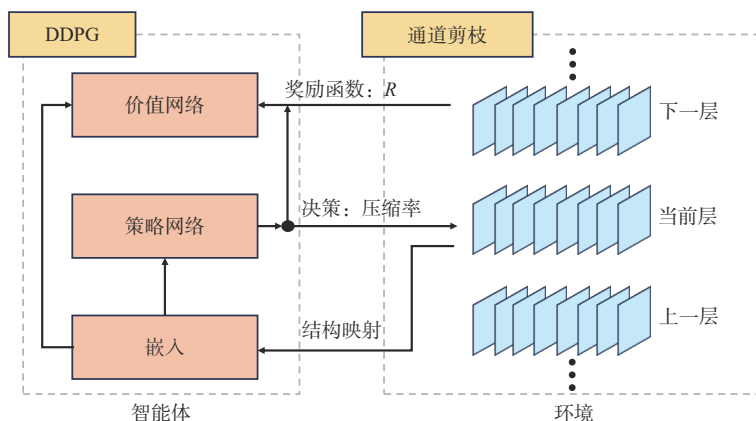 DDPG
通道剪枝
价值网络
奖励函数：R
下一层
策略网络
决策：压缩率
当前层
嵌入
结构映射
上一层
智能体
环境